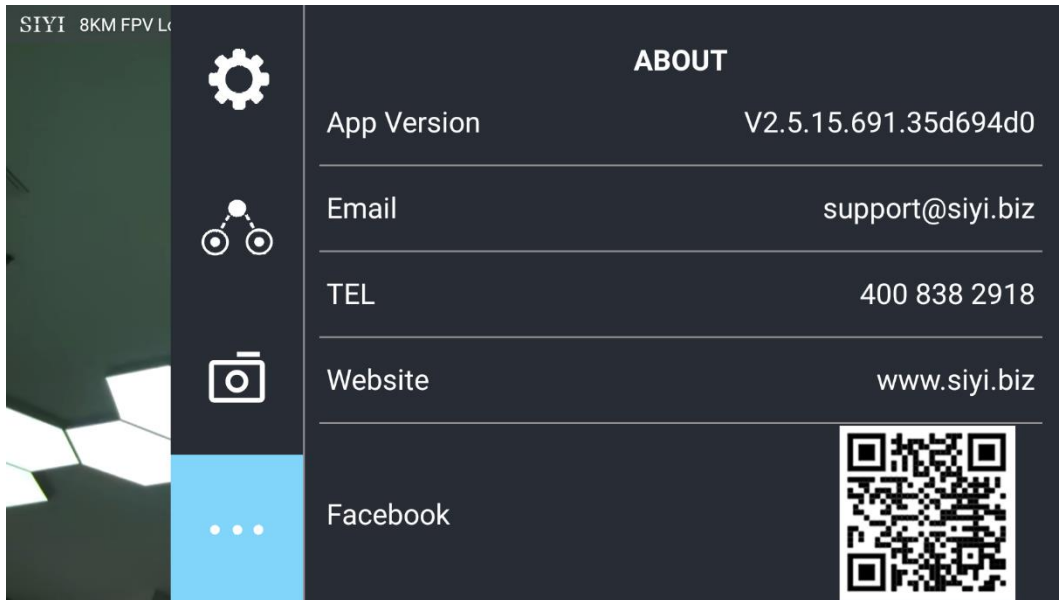 SIYI 8KM FPV
ABOUT
App Version V2.5.15.691.35d694d0
Email support@siyi.biz
TEL 400 838 2918
Website www.siyi.biz
Facebook